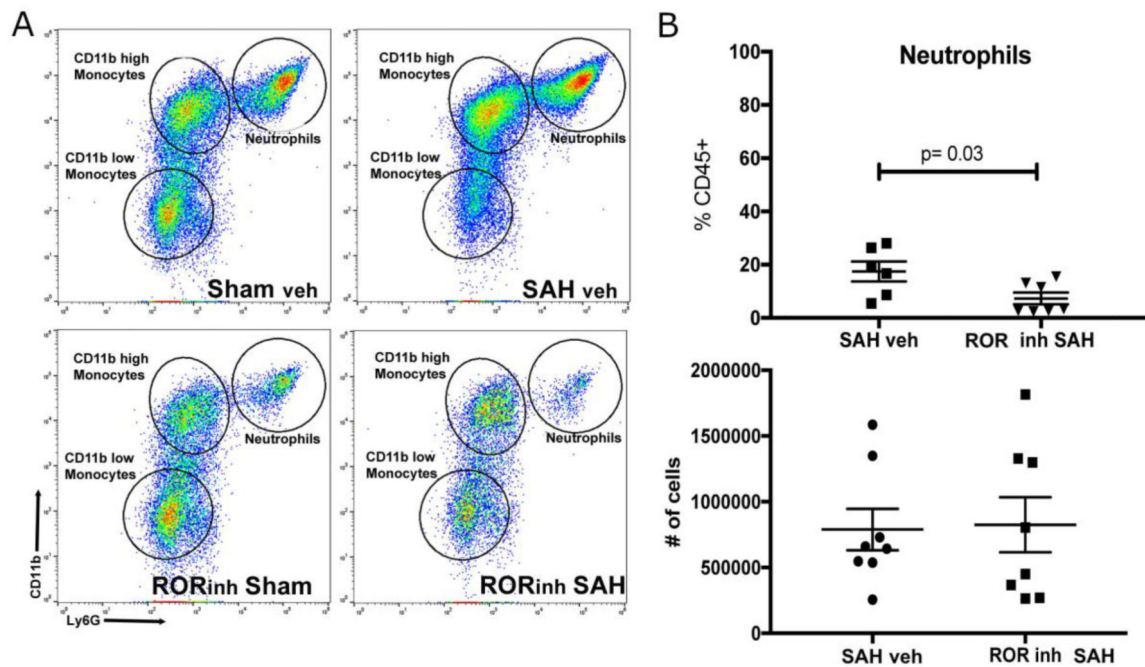 A
CD11b high
Monocytes
CD11b low
Monocytes
Neutrophils
Sham veh
CD11b high
Monocytes
CD11b low
Monocytes
Neutrophils
SAH veh
CD11b high
Monocytes
CD11b low
Monocytes
Neutrophils
RORinh Sham
CD11b high
Monocytes
CD11b low
Monocytes
Neutrophils
RORinh SAH
CD11b
Ly6G
B
Neutrophils
100
80
60
40
20
0
% CD45+
p= 0.03
SAH veh
ROR inh SAH
2000000
1500000
1000000
500000
0
# of cells
SAH veh
ROR inh SAH